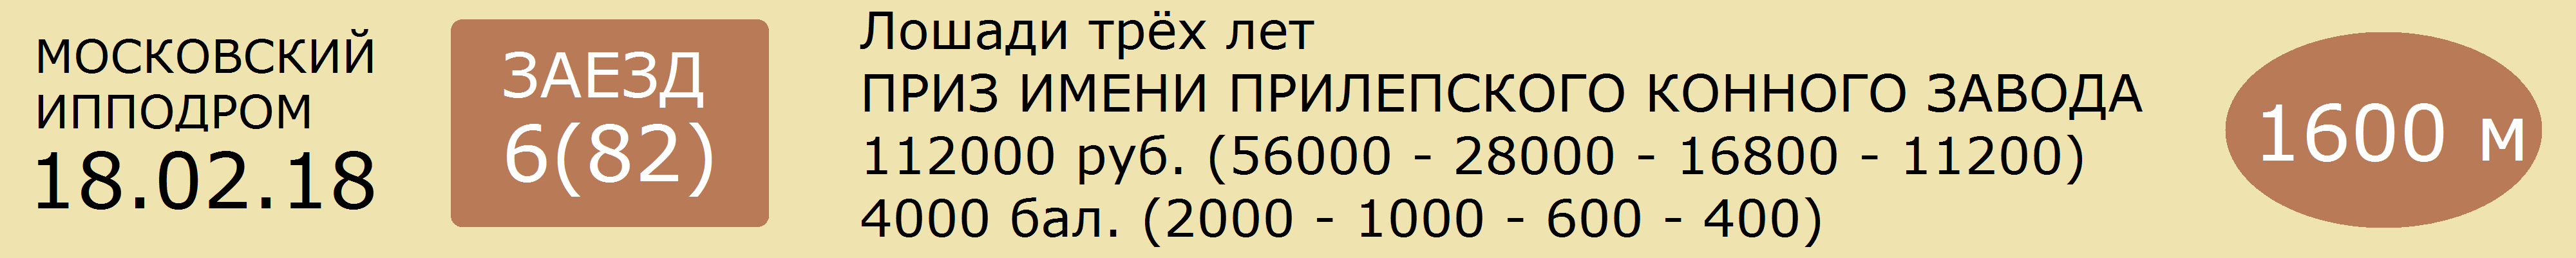 МОСКОВСКИЙ
ИППОДРОМ
18.02.18
ЗАЕЗД
6(82)
Лошади трёх лет
ПРИЗ ИМЕНИ ПРИЛЕПСКОГО КОННОГО ЗАВОДА
112000 руб. (56000 - 28000 - 16800 - 11200)
4000 бал. (2000 - 1000 - 600 - 400)
1600 м